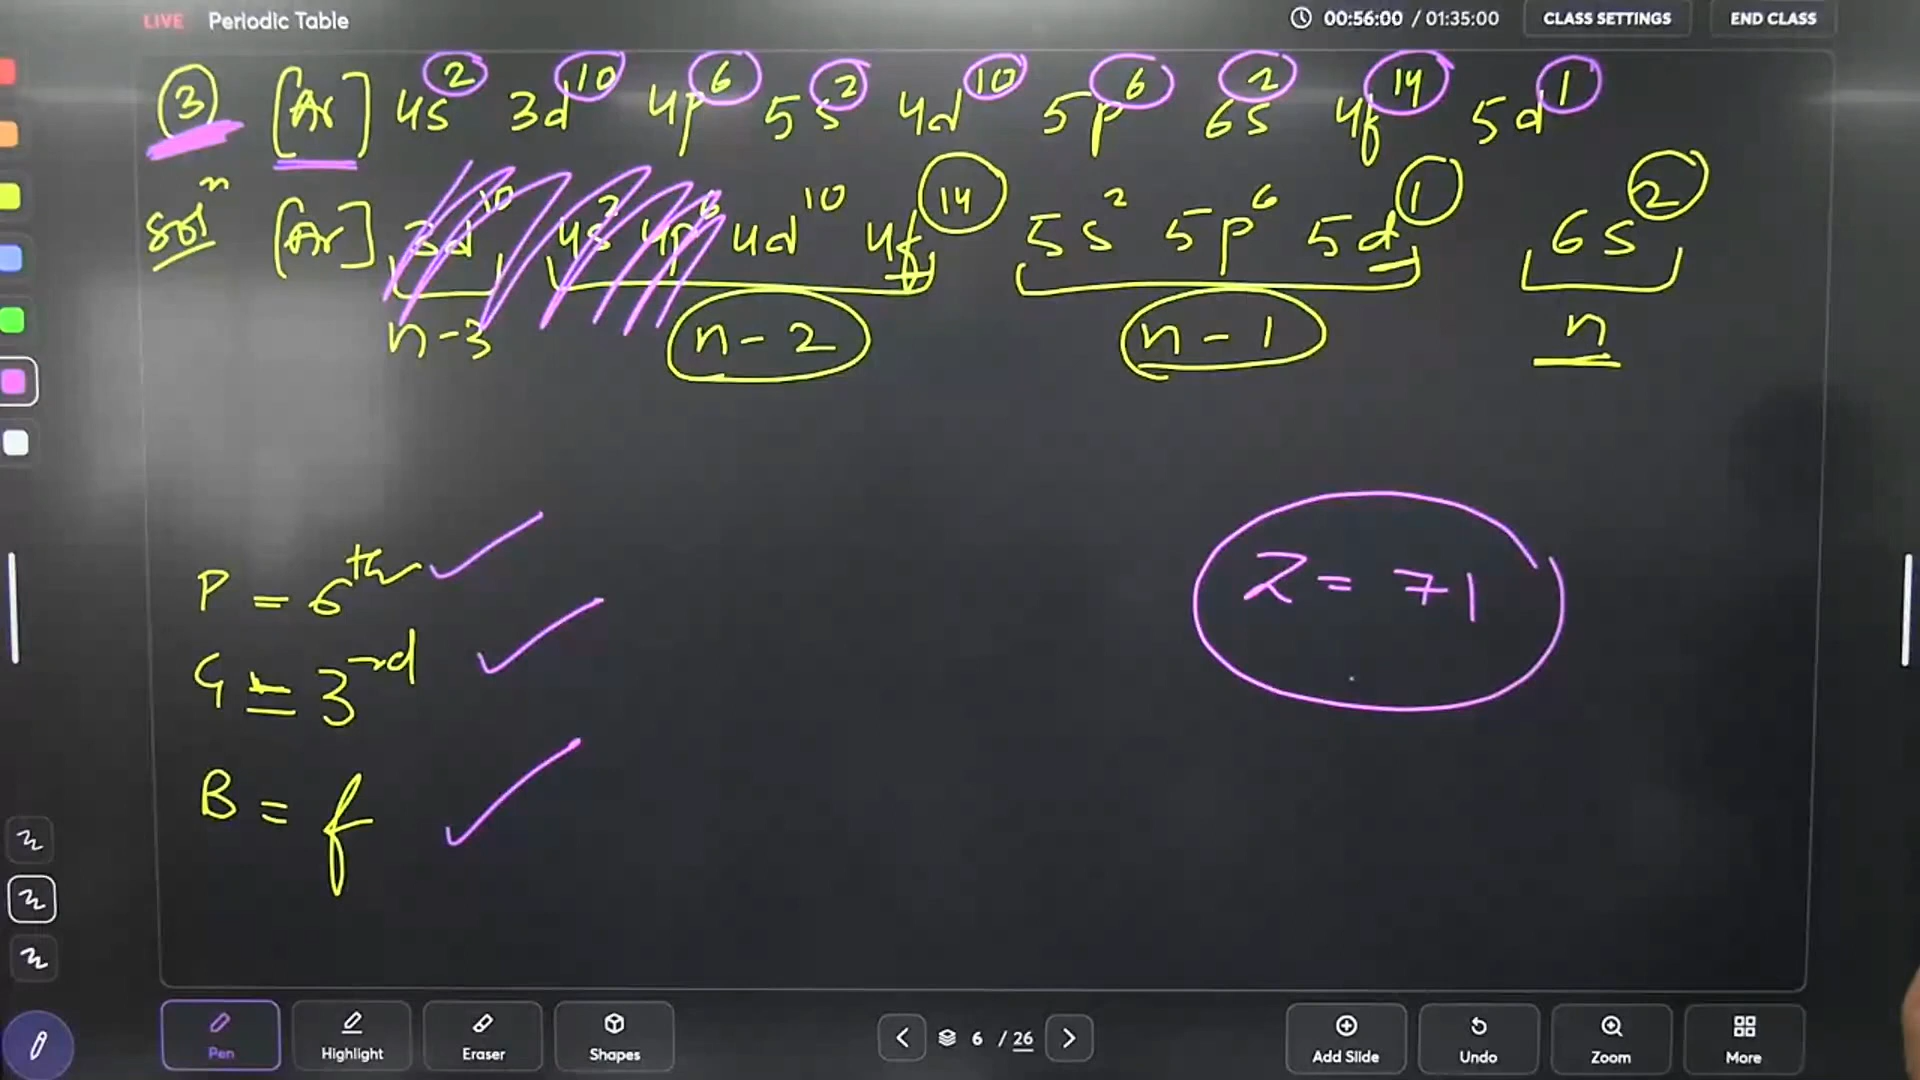 LIVE Periodic Table 00:56:00 / 01:35:00 CLASS SETTINGS END CLASS
③ [Ar] 4s² 3d¹⁰ 4p⁶ 5s² 4d¹⁰ 5p⁶ 6s² 4f¹⁴ 5d¹
Solⁿ [Ar] 3d¹⁰ 4s² 4p⁶ 4d¹⁰ 4f¹⁴ 5s² 5p⁶ 5d¹ 6s²
n-3 n-2 n-1 n
P = 6th
Z = 71
G = 3rd
B = f
Pen Highlight Eraser Shapes 6 / 26 Add Slide Undo Zoom More